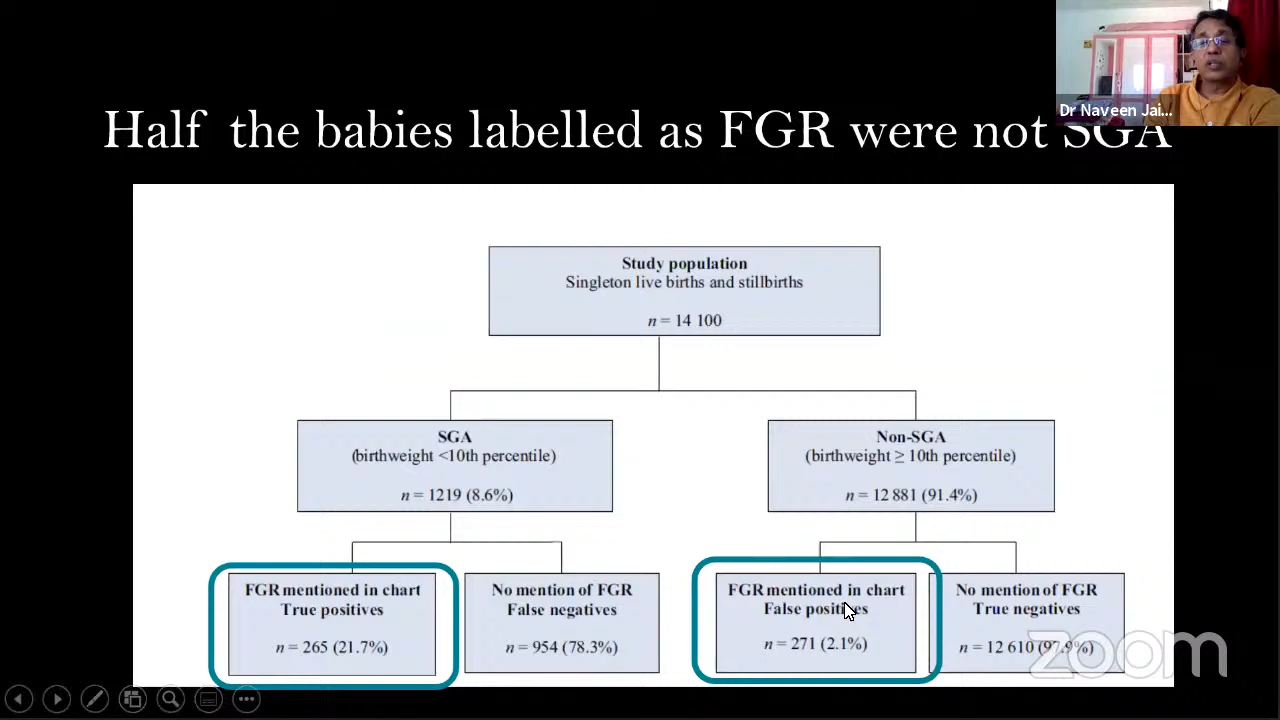 Dr Naveen Jai...
Half the babies labelled as FGR were not SGA
Study population
Singleton live births and stillbirths
n = 14 100
SGA
(birthweight <10th percentile)
n = 1219 (8.6%)
Non-SGA
(birthweight ≥ 10th percentile)
n = 12 881 (91.4%)
FGR mentioned in chart
True positives
n = 265 (21.7%)
No mention of FGR
False negatives
n = 954 (78.3%)
FGR mentioned in chart
False positives
n = 271 (2.1%)
No mention of FGR
True negatives
n = 12 610 (97.9%)
zoom